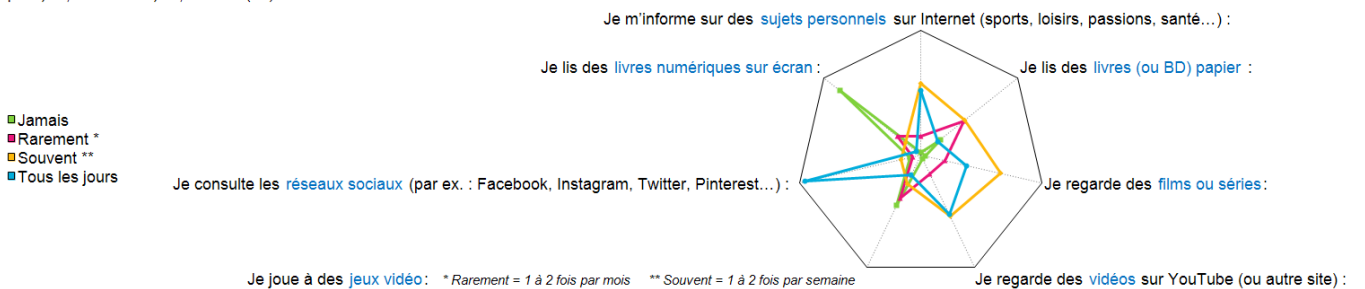 Je m'informe sur des sujets personnels sur Internet (sports, loisirs, passions, santé…) :
Je lis des livres numériques sur écran :
Je lis des livres (ou BD) papier :
Jamais
Rarement *
Souvent **
Tous les jours
Je consulte les réseaux sociaux (par ex. : Facebook, Instagram, Twitter, Pinterest…) :
Je regarde des films ou séries :
Je joue à des jeux vidéo : * Rarement = 1 à 2 fois par mois ** Souvent = 1 à 2 fois par semaine
Je regarde des vidéos sur YouTube (ou autre site) :